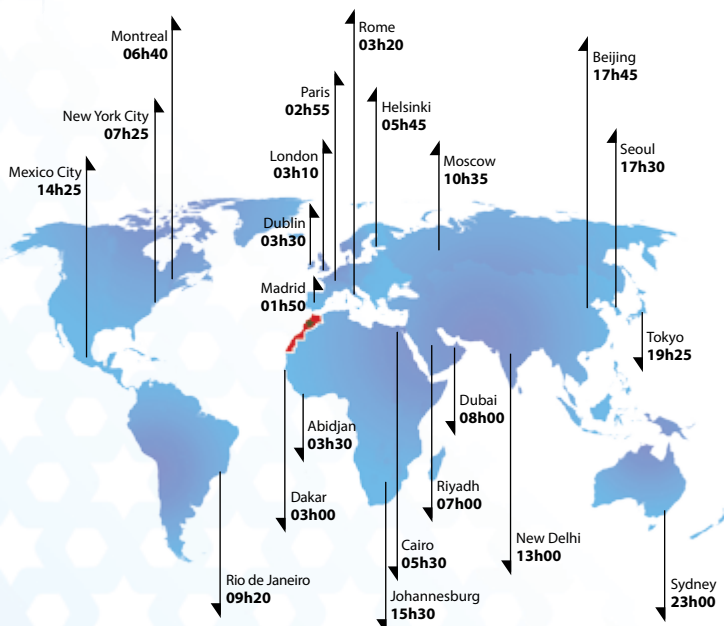 Montreal
06h40
Rome
03h20
Beijing
17h45
New York City
07h25
Paris
02h55
Helsinki
05h45
Mexico City
14h25
London
03h10
Moscow
10h35
Seoul
17h30
Dublin
03h30
Madrid
01h50
Tokyo
19h25
Dubai
08h00
Abidjan
03h30
Dakar
03h00
Riyadh
07h00
Cairo
05h30
New Delhi
13h00
Rio de Janeiro
09h20
Johannesburg
15h30
Sydney
23h00